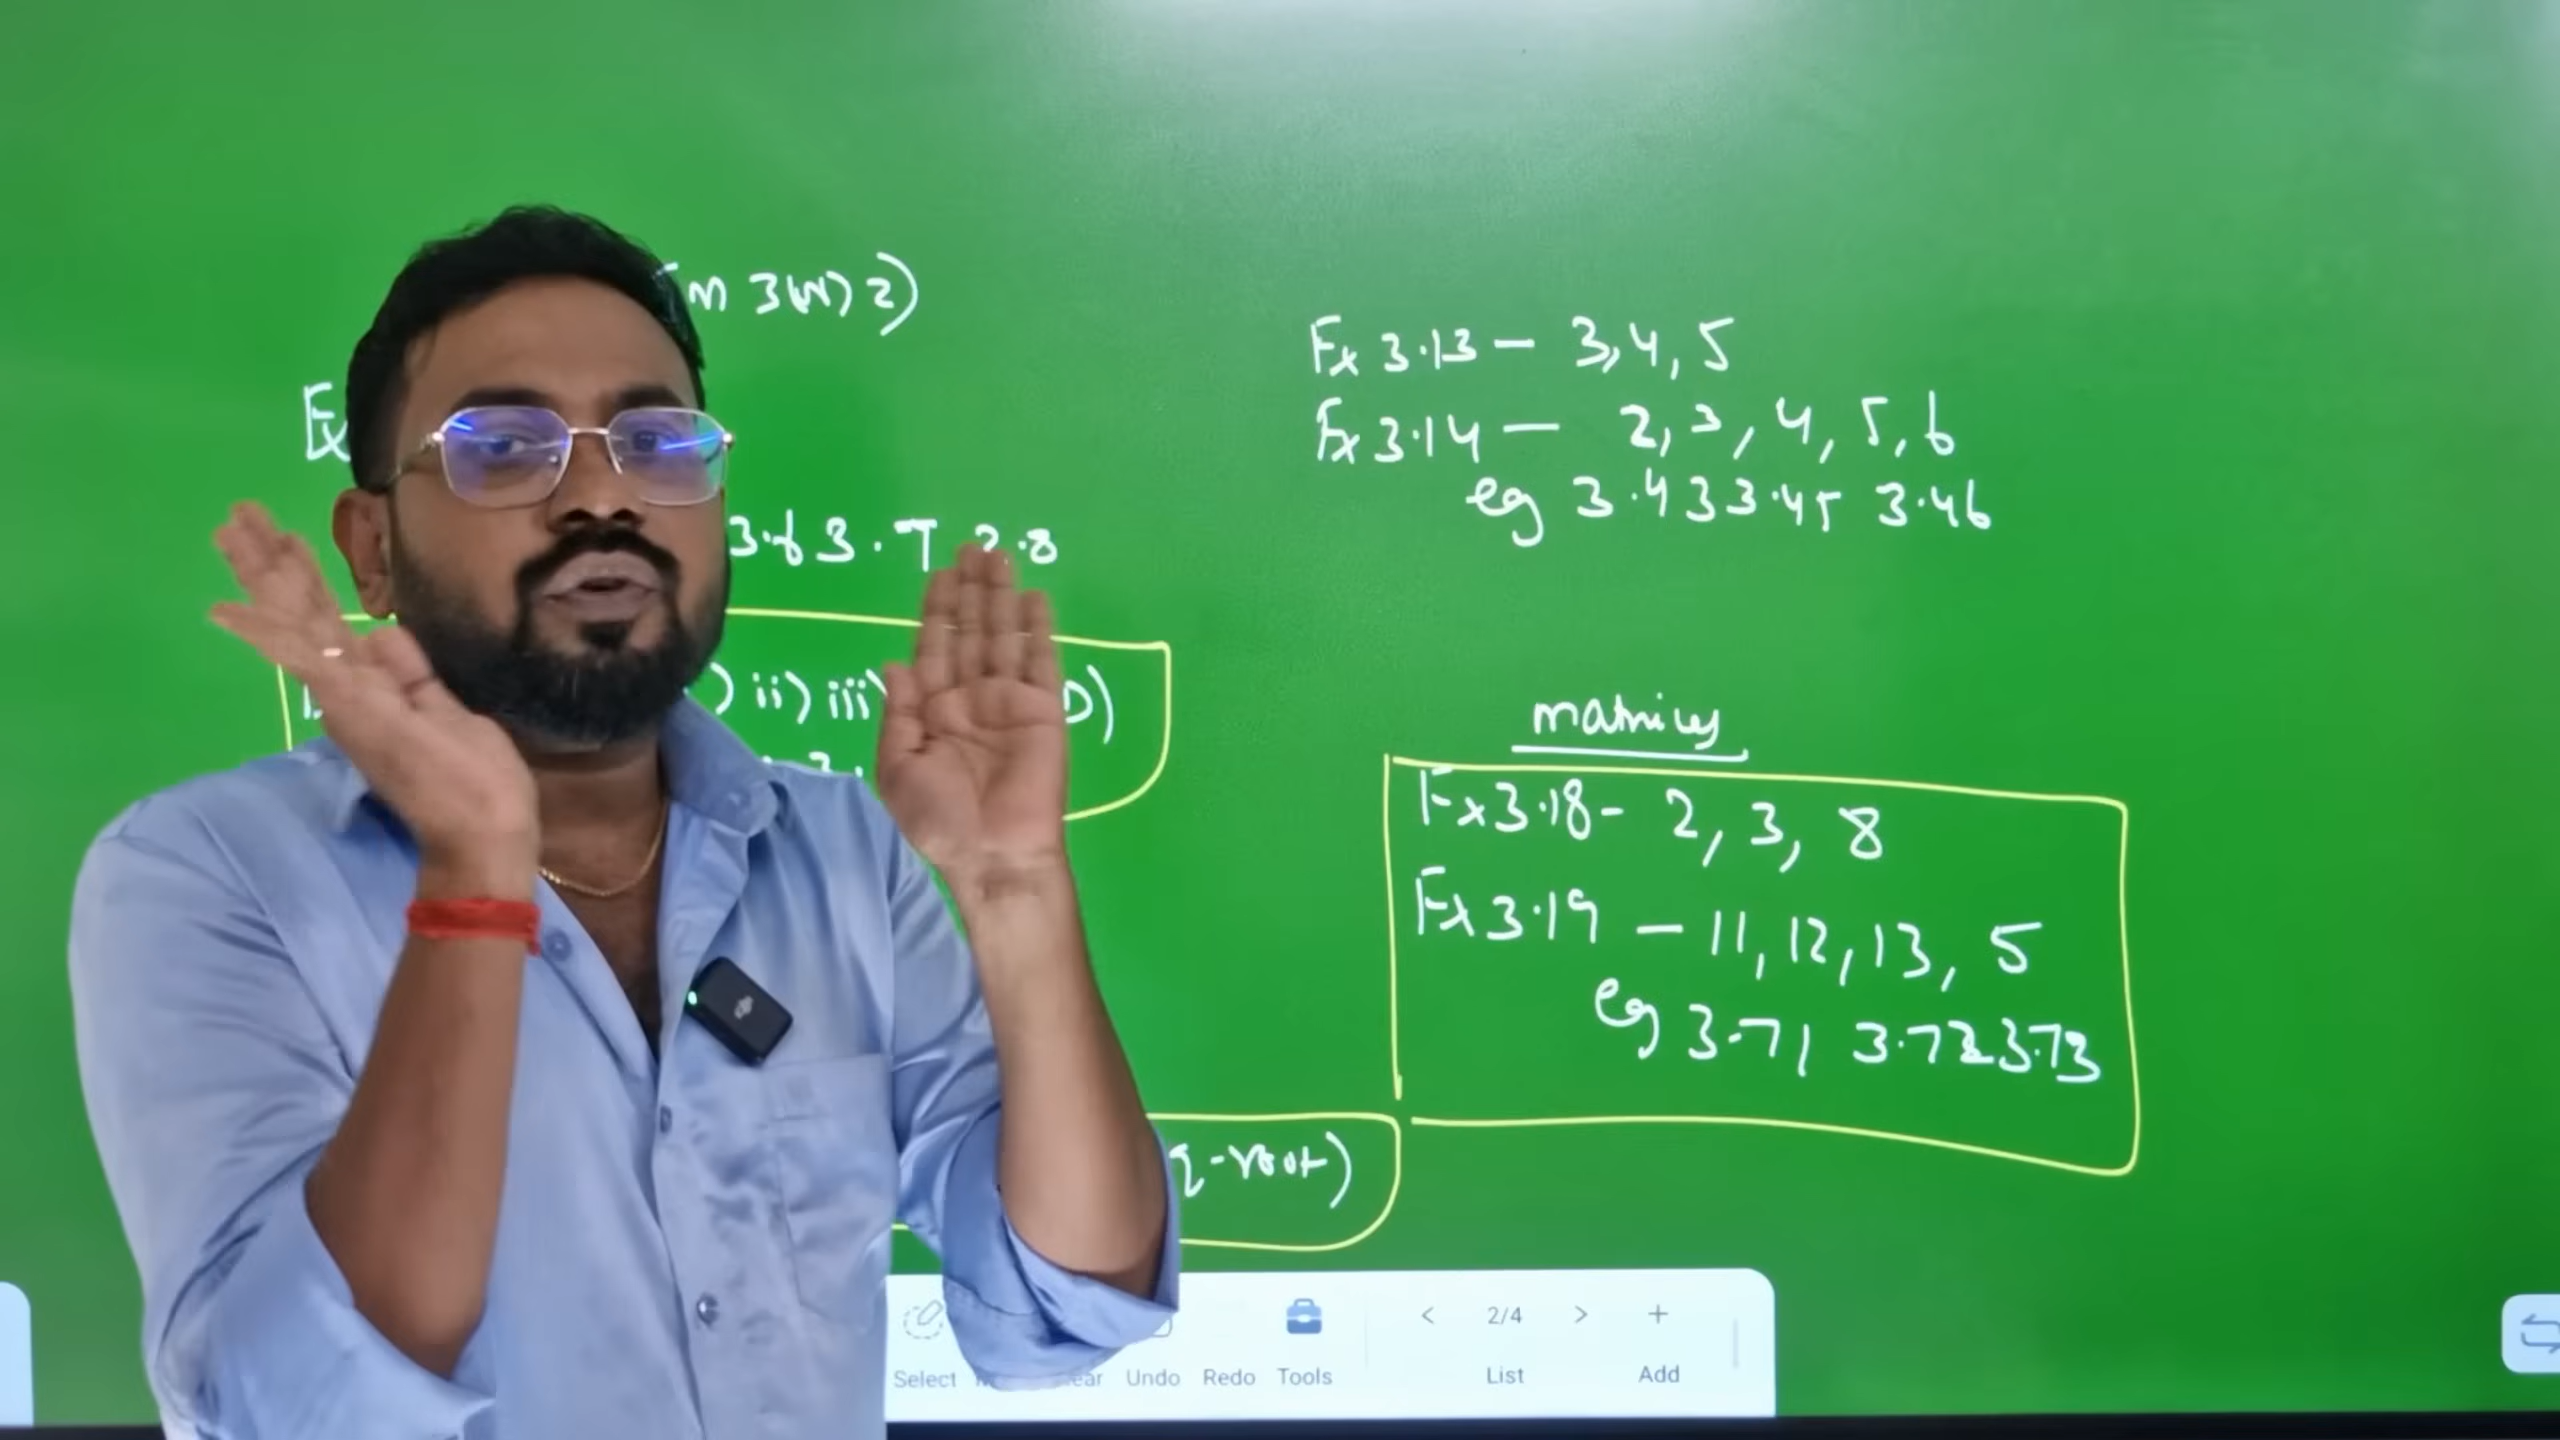 3(N) 2)
Ex
3.6 3.7 3.8
) ii) iii)
q-root)
Ex 3.13 - 3, 4, 5
Ex 3.14 - 2, 3, 4, 5, 6
eg 3.43 3.45 3.46
matrices
Ex 3.18 - 2, 3, 8
Ex 3.19 - 11, 12, 13, 5
eg 3.71 3.72 3.73
Select Undo Redo Tools
< 2/4 > +
List Add